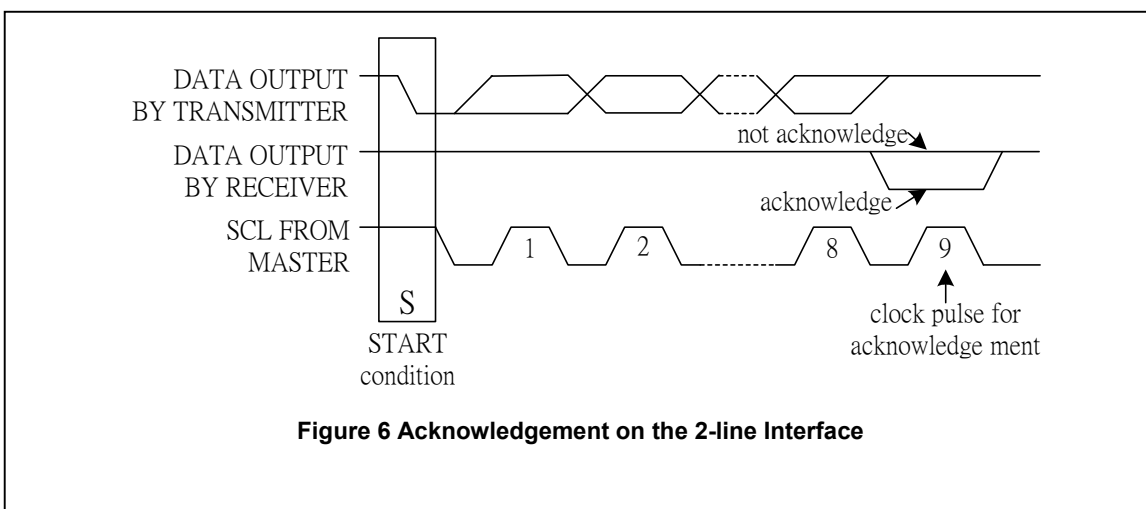 DATA OUTPUT
BY TRANSMITTER
not acknowledge
DATA OUTPUT
BY RECEIVER
acknowledge
SCL FROM
MASTER
1
2
8
9
S
START
condition
clock pulse for
acknowledge ment
Figure 6 Acknowledgement on the 2-line Interface